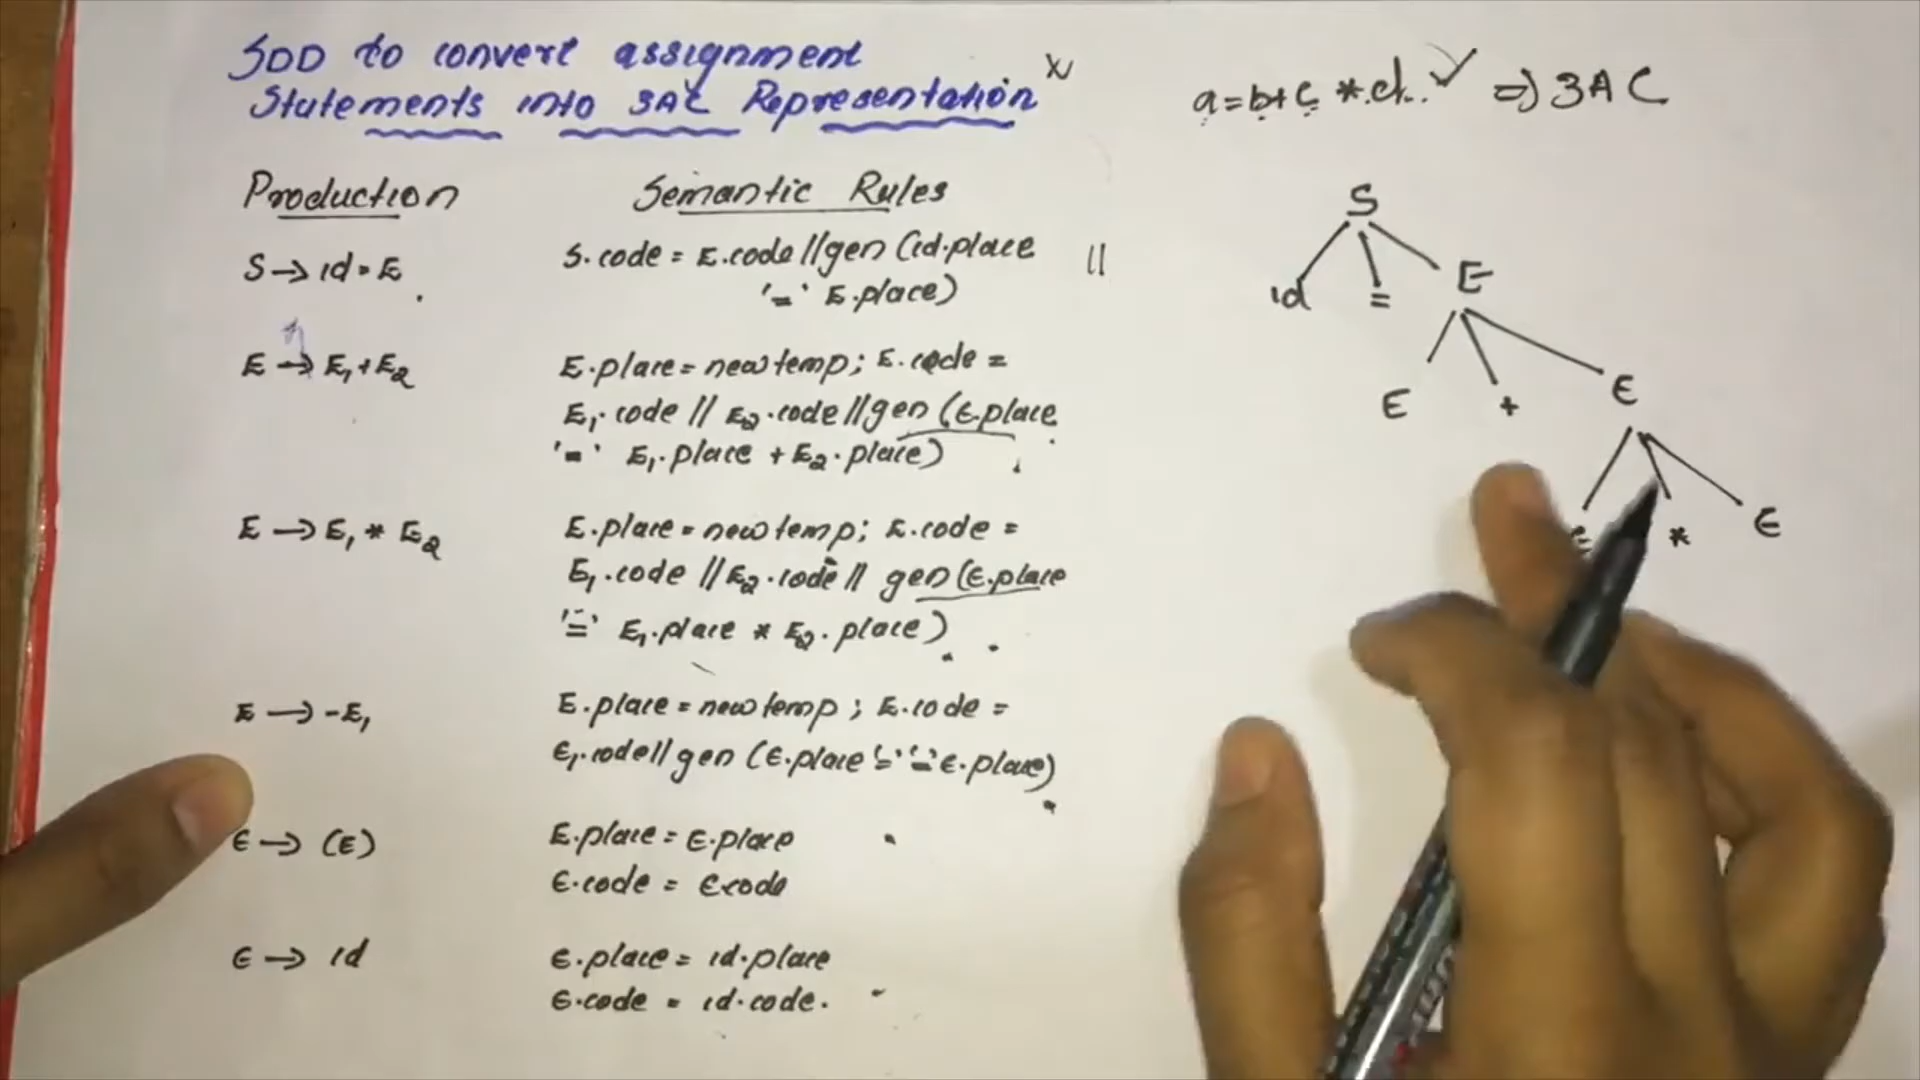 SDD to convert assignment
Statements into 3AC Representation
Production
Semantic Rules
S → id = E
S.code = E.code || gen (id.place
'=' E.place)
E → E₁ + E₂
E.place = newtemp; E.code =
E₁.code || E₂.code || gen (E.place
'=' E₁.place + E₂.place)
E → E₁ * E₂
E.place = newtemp; E.code =
E₁.code || E₂.code || gen (E.place
'=' E₁.place * E₂.place)
E → -E₁
E.place = newtemp; E.code =
E₁.code || gen (E.place '=' '-' E.place)
E → (E)
E.place = E.place
E.code = E.code
E → id
E.place = id.place
E.code = id.code.
||
a = b + c * d ✓ ⇒ 3AC
S
id = E
E + E
E * E